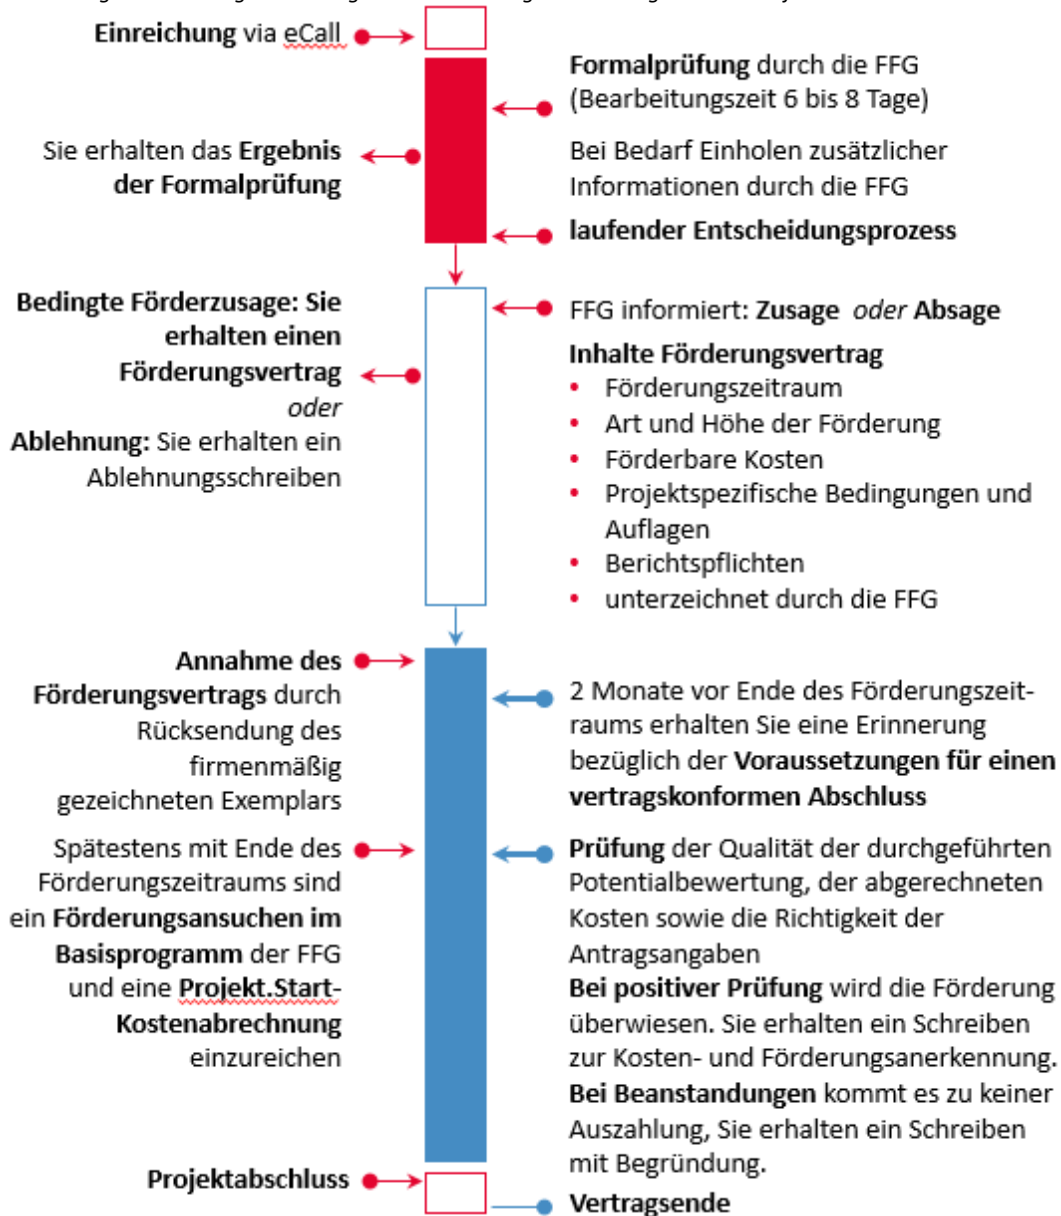 Einreichung via eCall
Formalprüfung durch die FFG
(Bearbeitungszeit 6 bis 8 Tage)
Sie erhalten das Ergebnis
der Formalprüfung
Bei Bedarf Einholen zusätzlicher
Informationen durch die FFG
laufender Entscheidungsprozess
Bedingte Förderzusage: Sie
erhalten einen
Förderungsvertrag
oder
Ablehnung: Sie erhalten ein
Ablehnungsschreiben
FFG informiert: Zusage oder Absage
Inhalte Förderungsvertrag
• Förderungszeitraum
• Art und Höhe der Förderung
• Förderbare Kosten
• Projektspezifische Bedingungen und
Auflagen
• Berichtspflichten
• unterzeichnet durch die FFG
Annahme des
Förderungsvertrags durch
Rücksendung des
firmenmäßig
gezeichneten Exemplars
2 Monate vor Ende des Förderungszeit-
raums erhalten Sie eine Erinnerung
bezüglich der Voraussetzungen für einen
vertragskonformen Abschluss
Spätestens mit Ende des
Förderungszeitraums sind
ein Förderungsansuchen im
Basisprogramm der FFG
und eine Projekt.Start-
Kostenabrechnung
einzureichen
Prüfung der Qualität der durchgeführten
Potentialbewertung, der abgerechneten
Kosten sowie die Richtigkeit der
Antragsangaben
Bei positiver Prüfung wird die Förderung
überwiesen. Sie erhalten ein Schreiben
zur Kosten- und Förderungsanerkennung.
Bei Beanstandungen kommt es zu keiner
Auszahlung, Sie erhalten ein Schreiben
mit Begründung.
Projektabschluss
Vertragsende